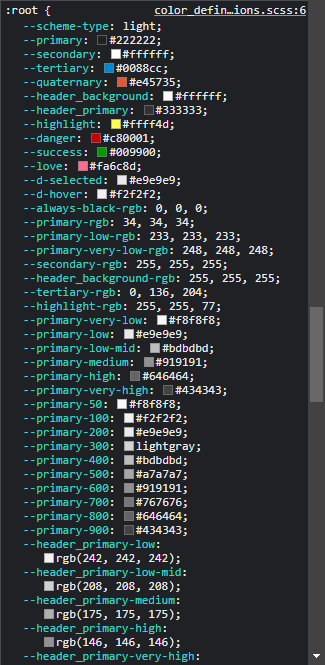 :root { color_defin…ions.scss:6
--scheme-type: light;
--primary: #222222;
--secondary: #ffffff;
--tertiary: #0088cc;
--quaternary: #e45735;
--header_background: #ffffff;
--header_primary: #333333;
--highlight: #ffff4d;
--danger: #c80001;
--success: #009900;
--love: #fa6c8d;
--d-selected: #e9e9e9;
--d-hover: #f2f2f2;
--always-black-rgb: 0, 0, 0;
--primary-rgb: 34, 34, 34;
--primary-low-rgb: 233, 233, 233;
--primary-very-low-rgb: 248, 248, 248;
--secondary-rgb: 255, 255, 255;
--header_background-rgb: 255, 255, 255;
--tertiary-rgb: 0, 136, 204;
--highlight-rgb: 255, 255, 77;
--primary-very-low: #f8f8f8;
--primary-low: #e9e9e9;
--primary-low-mid: #bdbdbd;
--primary-medium: #919191;
--primary-high: #646464;
--primary-very-high: #434343;
--primary-50: #f8f8f8;
--primary-100: #f2f2f2;
--primary-200: #e9e9e9;
--primary-300: lightgray;
--primary-400: #bdbdbd;
--primary-500: #a7a7a7;
--primary-600: #919191;
--primary-700: #767676;
--primary-800: #646464;
--primary-900: #434343;
--header_primary-low:
rgb(242, 242, 242);
--header_primary-low-mid:
rgb(208, 208, 208);
--header_primary-medium:
rgb(175, 175, 175);
--header_primary-high:
rgb(146, 146, 146);
--header_primary-very-high: